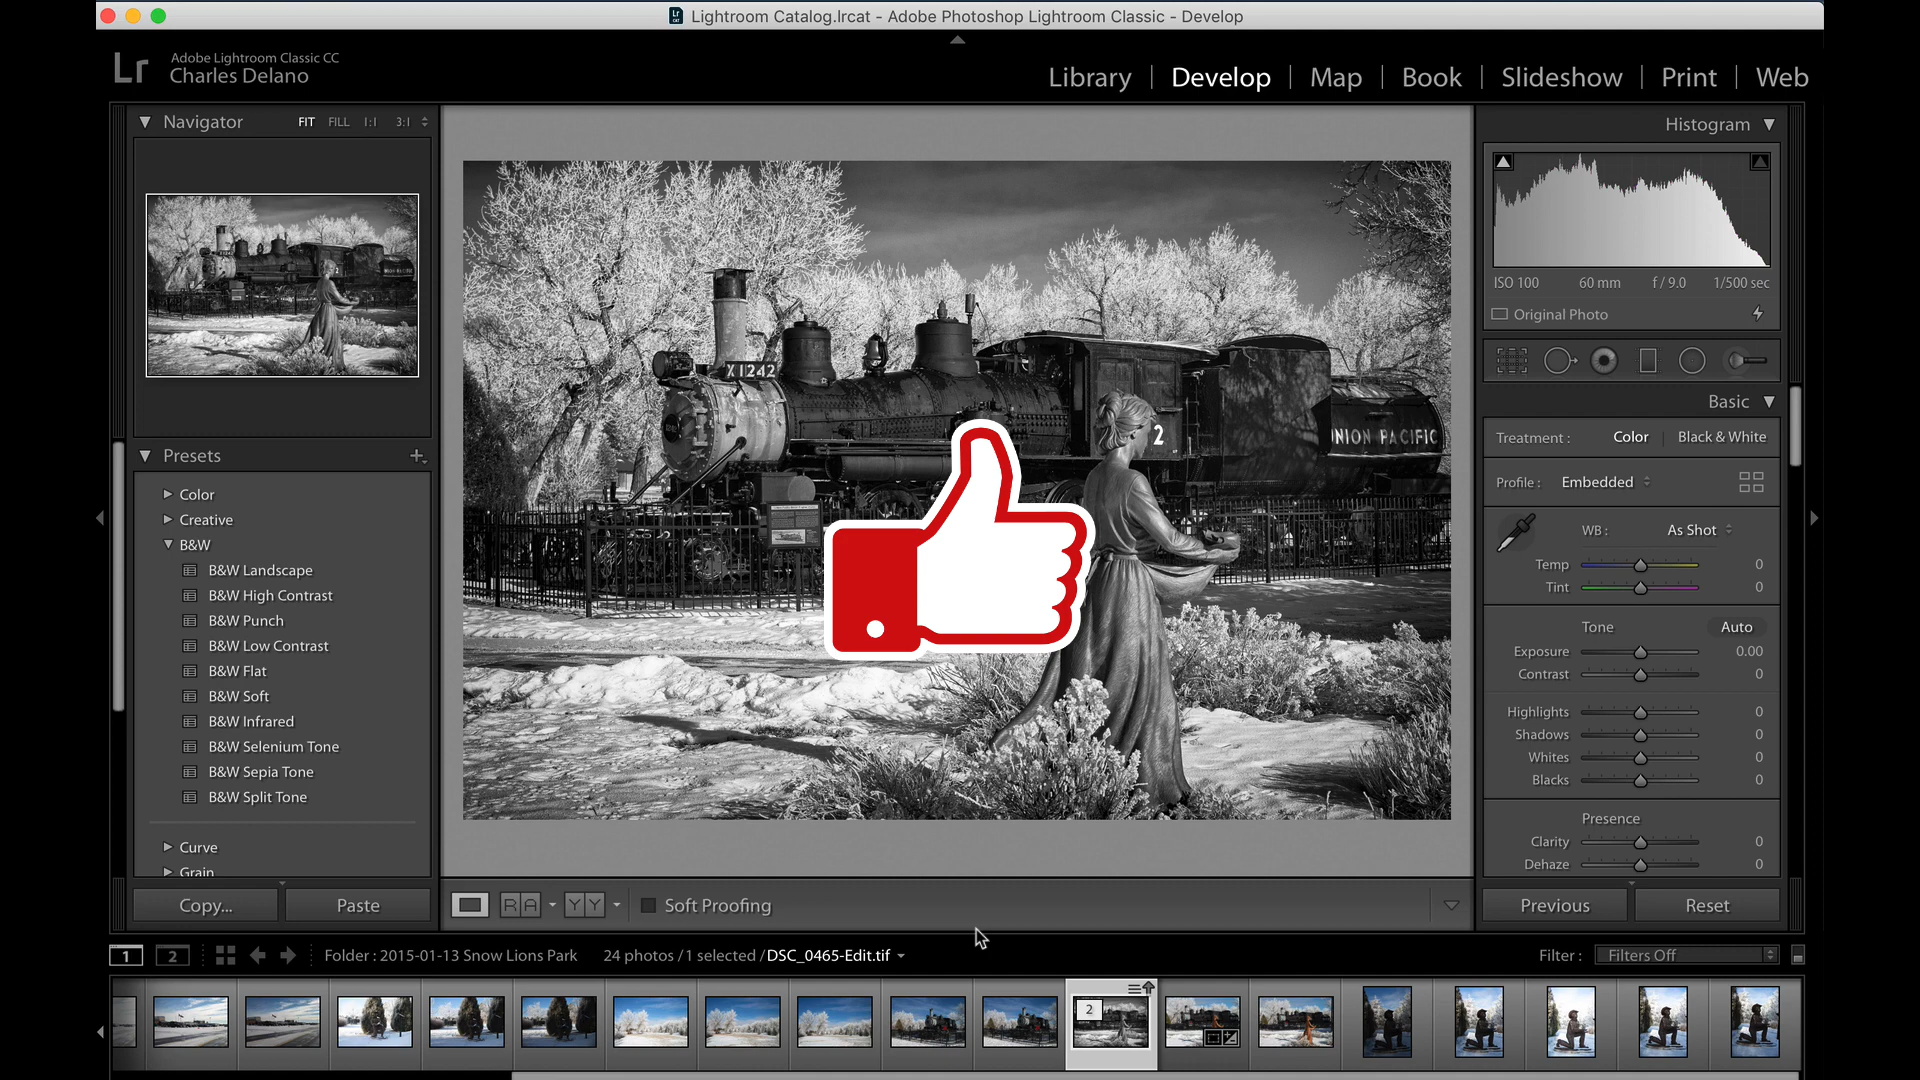 Lightroom Catalog.lrcat - Adobe Photoshop Lightroom Classic - Develop
Lr
Adobe Lightroom Classic CC
Charles Delano
Library | Develop | Map | Book | Slideshow | Print | Web
Navigator FIT FILL 1:1 3:1
Histogram
ISO 100 60 mm f / 9.0 1/500 sec
Original Photo
X1242
2
UNION PACIFIC
Basic
Treatment : Color Black & White
Profile : Embedded
WB : As Shot
Temp 0
Tint 0
Tone Auto
Exposure 0.00
Contrast 0
Highlights 0
Shadows 0
Whites 0
Blacks 0
Presence
Clarity 0
Dehaze 0
Presets
Color
Creative
B&W
B&W Landscape
B&W High Contrast
B&W Punch
B&W Low Contrast
B&W Flat
B&W Soft
B&W Infrared
B&W Selenium Tone
B&W Sepia Tone
B&W Split Tone
Curve
Grain
Copy... Paste
R A Y Y Soft Proofing
Previous Reset
1 2 Folder : 2015-01-13 Snow Lions Park 24 photos / 1 selected / DSC_0465-Edit.tif Filter : Filters Off
2